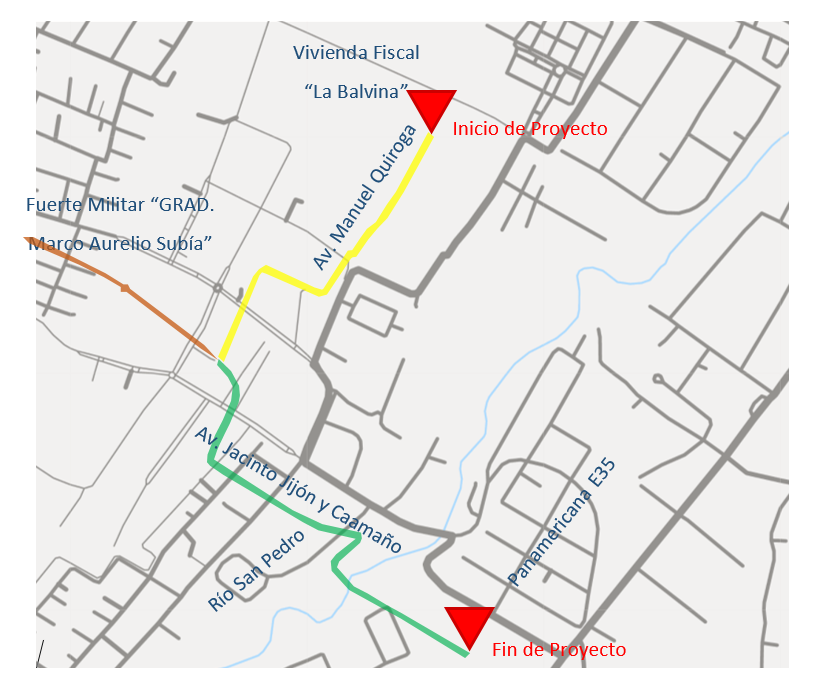 Vivienda Fiscal
“La Balvina”
Inicio de Proyecto
Av. Manuel Quiroga
Fuerte Militar “GRAD.
Marco Aurelio Subía”
Av. Jacinto Jijón y Caamaño
Panamericana E35
Río San Pedro
Fin de Proyecto